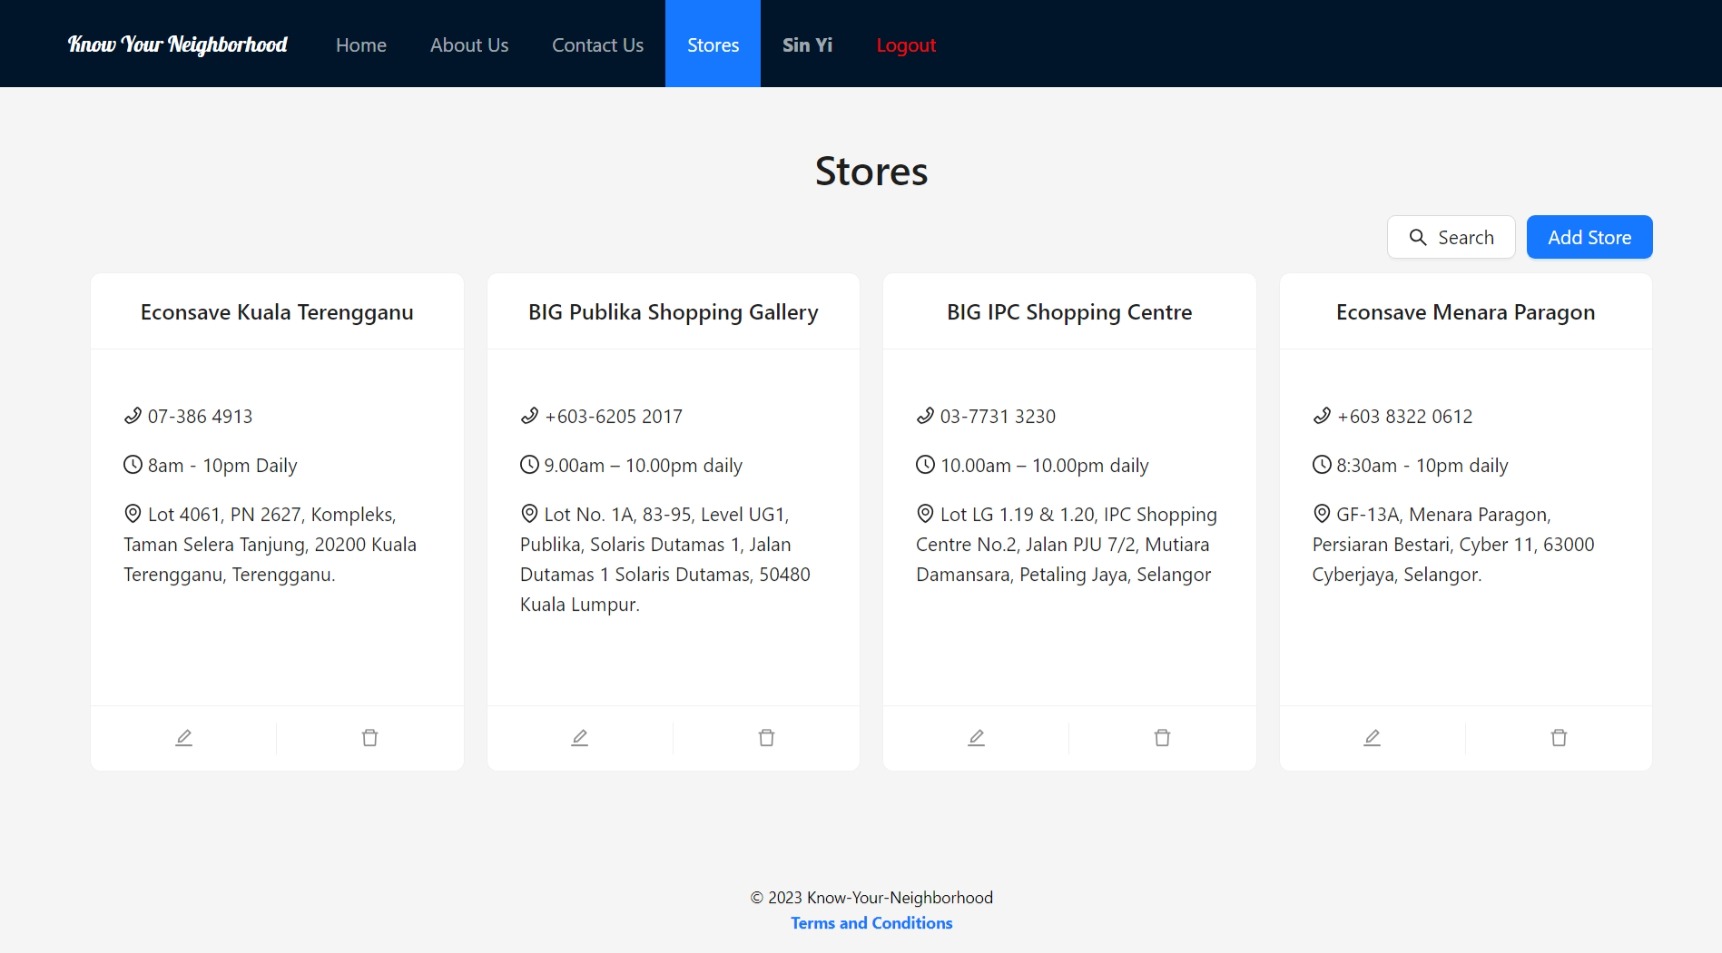 Know Your Neighborhood
Home
About Us
Contact Us
Stores
Sin Yi
Logout
Stores
Search
Add Store
Econsave Kuala Terengganu
07-386 4913
8am - 10pm Daily
Lot 4061, PN 2627, Kompleks,
Taman Selera Tanjung, 20200 Kuala
Terengganu, Terengganu.
BIG Publika Shopping Gallery
+603-6205 2017
9.00am – 10.00pm daily
Lot No. 1A, 83-95, Level UG1,
Publika, Solaris Dutamas 1, Jalan
Dutamas 1 Solaris Dutamas, 50480
Kuala Lumpur.
BIG IPC Shopping Centre
03-7731 3230
10.00am – 10.00pm daily
Lot LG 1.19 & 1.20, IPC Shopping
Centre No.2, Jalan PJU 7/2, Mutiara
Damansara, Petaling Jaya, Selangor
Econsave Menara Paragon
+603 8322 0612
8:30am - 10pm daily
GF-13A, Menara Paragon,
Persiaran Bestari, Cyber 11, 63000
Cyberjaya, Selangor.
© 2023 Know-Your-Neighborhood
Terms and Conditions